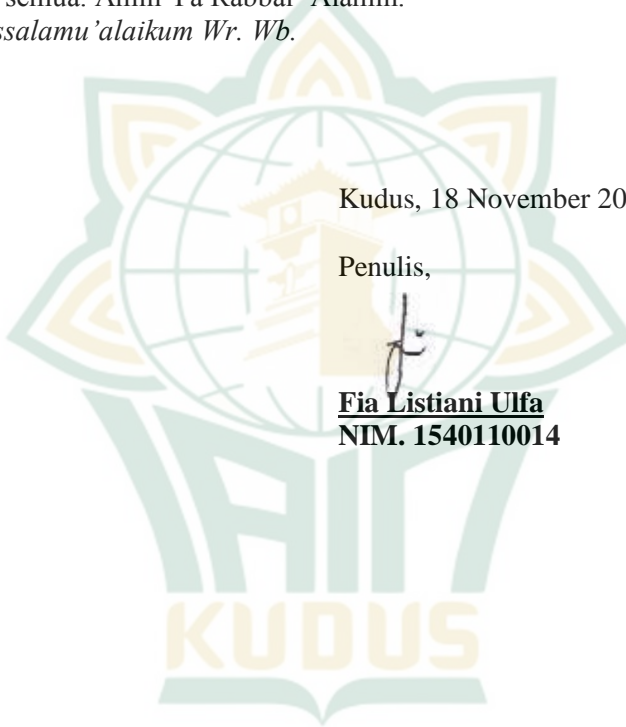 semua. Amin Ya Rabbal 'Alamin.
ssalamu'alaikum Wr. Wb.
Kudus, 18 November 20
Penulis,
Fia Listiani Ulfa
NIM. 1540110014
IAIN
KUDUS